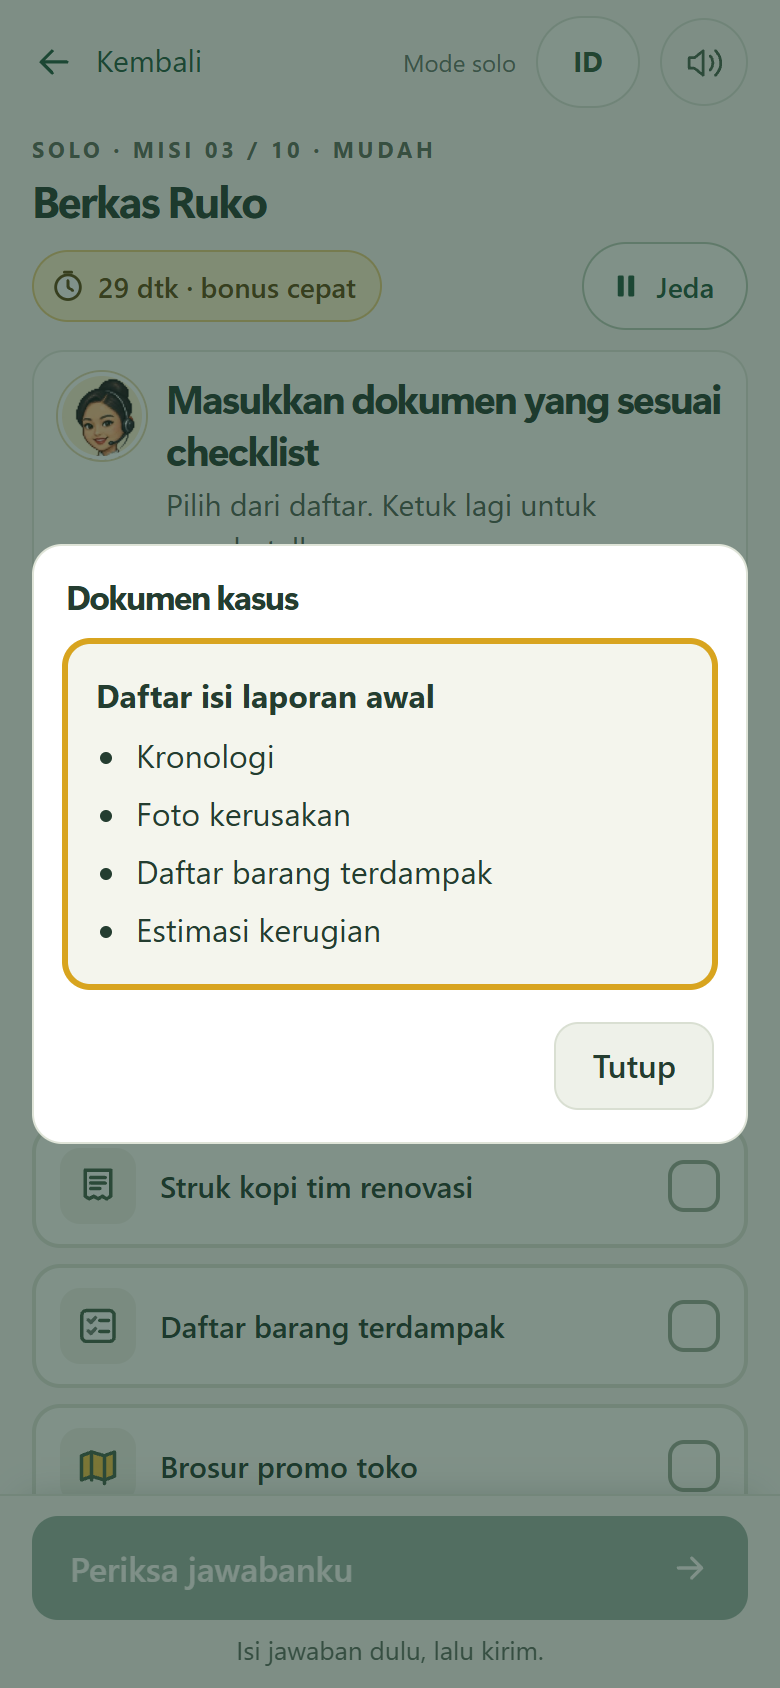 Kembali
Mode solo
ID
SOLO · MISI 03 / 10 · MUDAH
Berkas Ruko
29 dtk · bonus cepat
Jeda
Masukkan dokumen yang sesuai
checklist
Pilih dari daftar. Ketuk lagi untuk
Dokumen kasus
Daftar isi laporan awal
• Kronologi
• Foto kerusakan
• Daftar barang terdampak
• Estimasi kerugian
Tutup
Struk kopi tim renovasi
Daftar barang terdampak
Brosur promo toko
Periksa jawabanku
Isi jawaban dulu, lalu kirim.